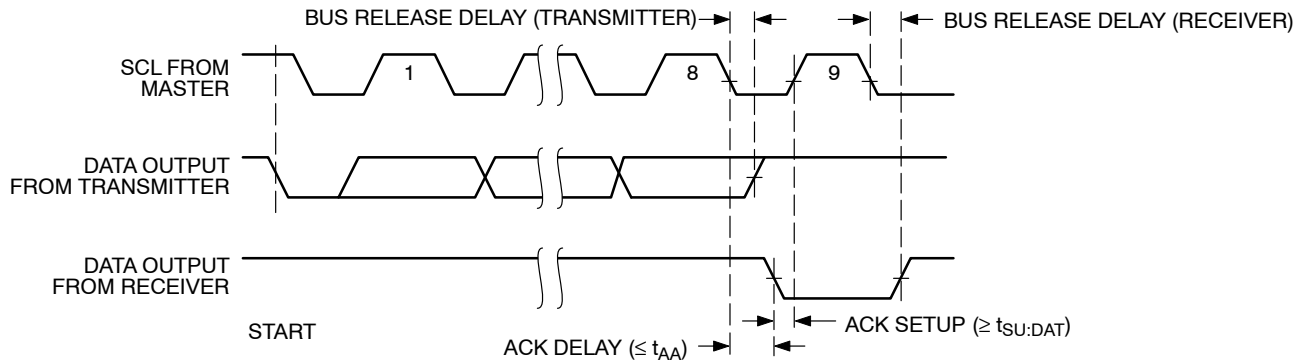 BUS RELEASE DELAY (TRANSMITTER)
BUS RELEASE DELAY (RECEIVER)
SCL FROM
MASTER
1
8
9
DATA OUTPUT
FROM TRANSMITTER
DATA OUTPUT
FROM RECEIVER
START
ACK SETUP (≥ tSU:DAT)
ACK DELAY (≤ tAA)